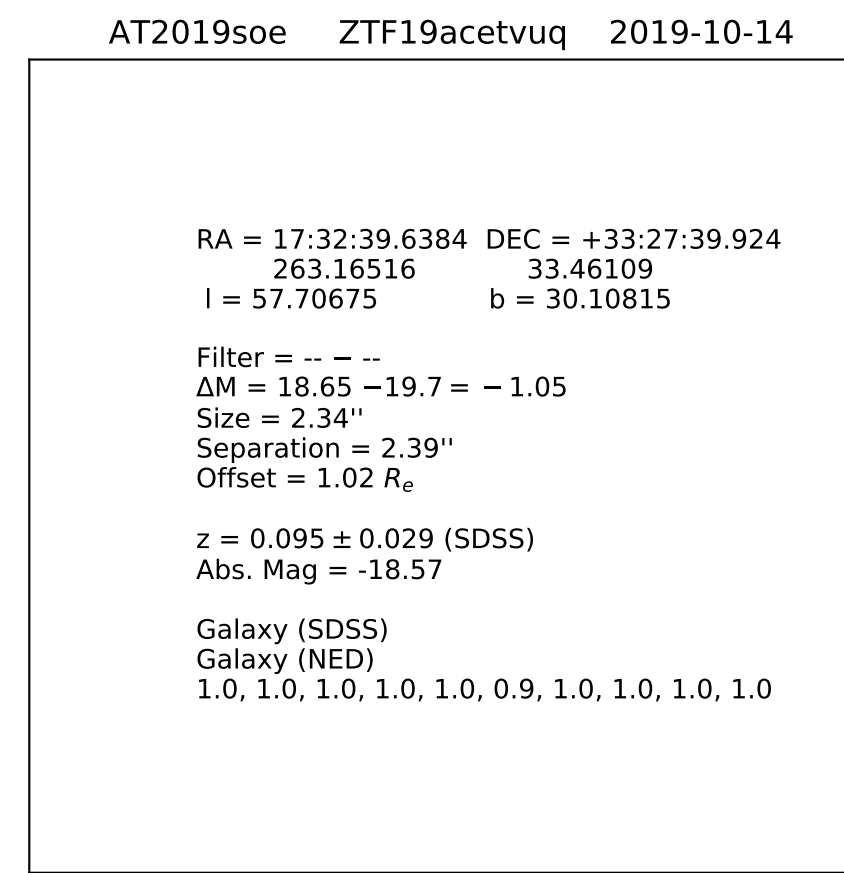 AT2019soe ZTF19acetvuq 2019-10-14
RA = 17:32:39.6384 DEC = +33:27:39.924
263.16516 33.46109
l = 57.70675 b = 30.10815
Filter = -- − --
ΔM = 18.65 −19.7 = − 1.05
Size = 2.34''
Separation = 2.39''
Offset = 1.02 Rₑ
z = 0.095 ± 0.029 (SDSS)
Abs. Mag = -18.57
Galaxy (SDSS)
Galaxy (NED)
1.0, 1.0, 1.0, 1.0, 1.0, 0.9, 1.0, 1.0, 1.0, 1.0